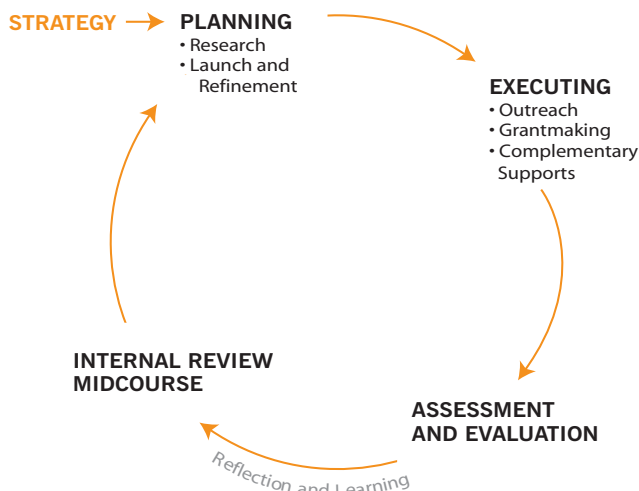 STRATEGY
PLANNING
• Research
• Launch and
Refinement
EXECUTING
• Outreach
• Grantmaking
• Complementary
Supports
ASSESSMENT
AND EVALUATION
Reflection and Learning
INTERNAL REVIEW
MIDCOURSE